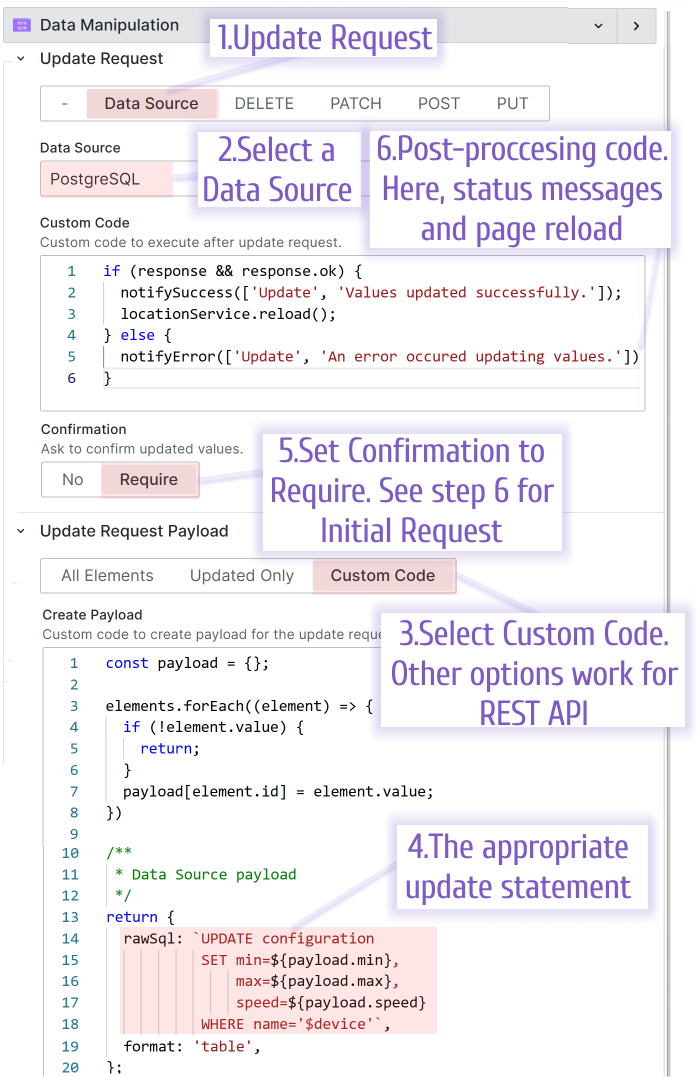 Data Manipulation
1.Update Request
Update Request
- Data Source DELETE PATCH POST PUT
Data Source
PostgreSQL
2.Select a
Data Source
6.Post-proccesing code.
Here, status messages
and page reload
Custom Code
Custom code to execute after update request.
1 if (response && response.ok) {
2 notifySuccess(['Update', 'Values updated successfully.']);
3 locationService.reload();
4 } else {
5 notifyError(['Update', 'An error occured updating values.'])
6 }
Confirmation
Ask to confirm updated values.
No Require
5.Set Confirmation to
Require. See step 6 for
Initial Request
Update Request Payload
All Elements Updated Only Custom Code
Create Payload
Custom code to create payload for the update reque
3.Select Custom Code.
Other options work for
REST API
1 const payload = {};
2
3 elements.forEach((element) => {
4 if (!element.value) {
5 return;
6 }
7 payload[element.id] = element.value;
8 })
9
10 /**
11 * Data Source payload
12 */
13 return {
14 rawSql: `UPDATE configuration
15 SET min=${payload.min},
16 max=${payload.max},
17 speed=${payload.speed}
18 WHERE name='$device'`,
19 format: 'table',
20 };
4.The appropriate
update statement